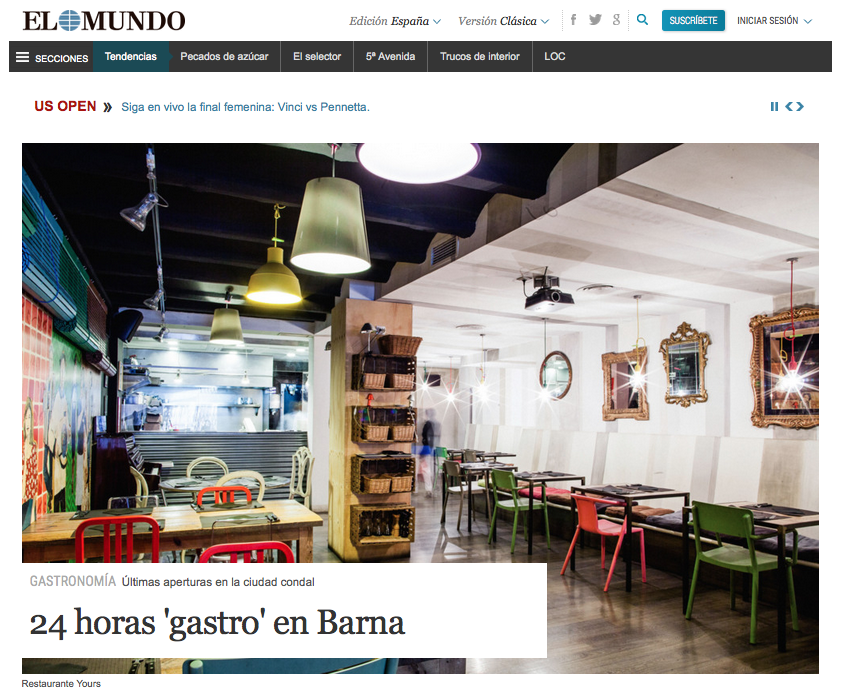 EL MUNDO
Edición España Versión Clásica f g SUSCRÍBETE INICIAR SESIÓN
SECCIONES Tendencias Pecados de azúcar El selector 5ª Avenida Trucos de interior LOC
US OPEN » Siga en vivo la final femenina: Vinci vs Pennetta.
GASTRONOMÍA Últimas aperturas en la ciudad condal
24 horas 'gastro' en Barna
Restaurante Yours